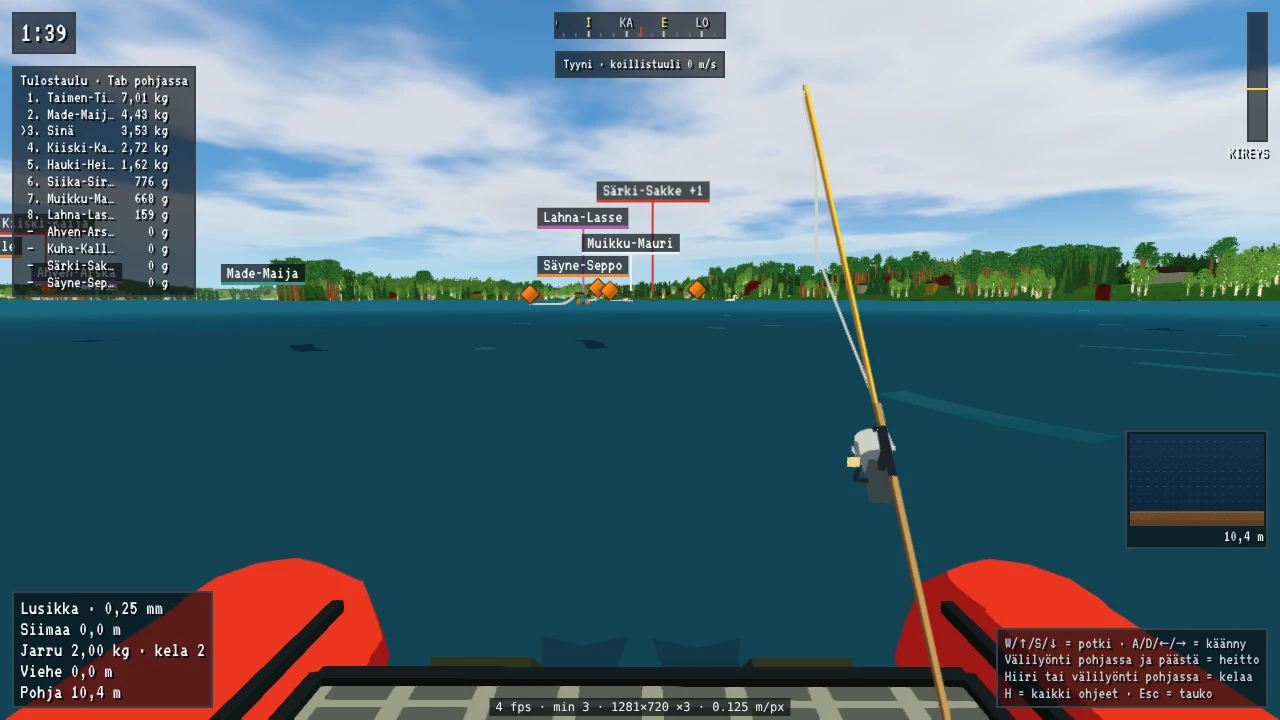 1:39
I KA E LO
Tyyni · koillistuuli 0 m/s
KIREYS
Tulostaulu · Tab pohjassa
1. Taimen-Ti… 7,01 kg
2. Made-Maij… 4,43 kg
›3. Sinä 3,53 kg
4. Kiiski-Ka… 2,72 kg
5. Hauki-Hei… 1,62 kg
6. Siika-Sir… 776 g
7. Muikku-Ma… 668 g
8. Lahna-Las… 159 g
– Ahven-Ars… 0 g
– Kuha-Kall… 0 g
– Särki-Sak… 0 g
– Säyne-Sep… 0 g
Särki-Sakke +1
Lahna-Lasse
Muikku-Mauri
Säyne-Seppo
Made-Maija
10,4 m
Lusikka · 0,25 mm
Siimaa 0,0 m
Jarru 2,00 kg · kela 2
Viehe 0,0 m
Pohja 10,4 m
W/↑/S/↓ = potki · A/D/←/→ = käänny
Välilyönti pohjassa ja päästä = heitto
Hiiri tai välilyönti pohjassa = kelaa
H = kaikki ohjeet · Esc = tauko
4 fps · min 3 · 1281×720 ×3 · 0.125 m/px